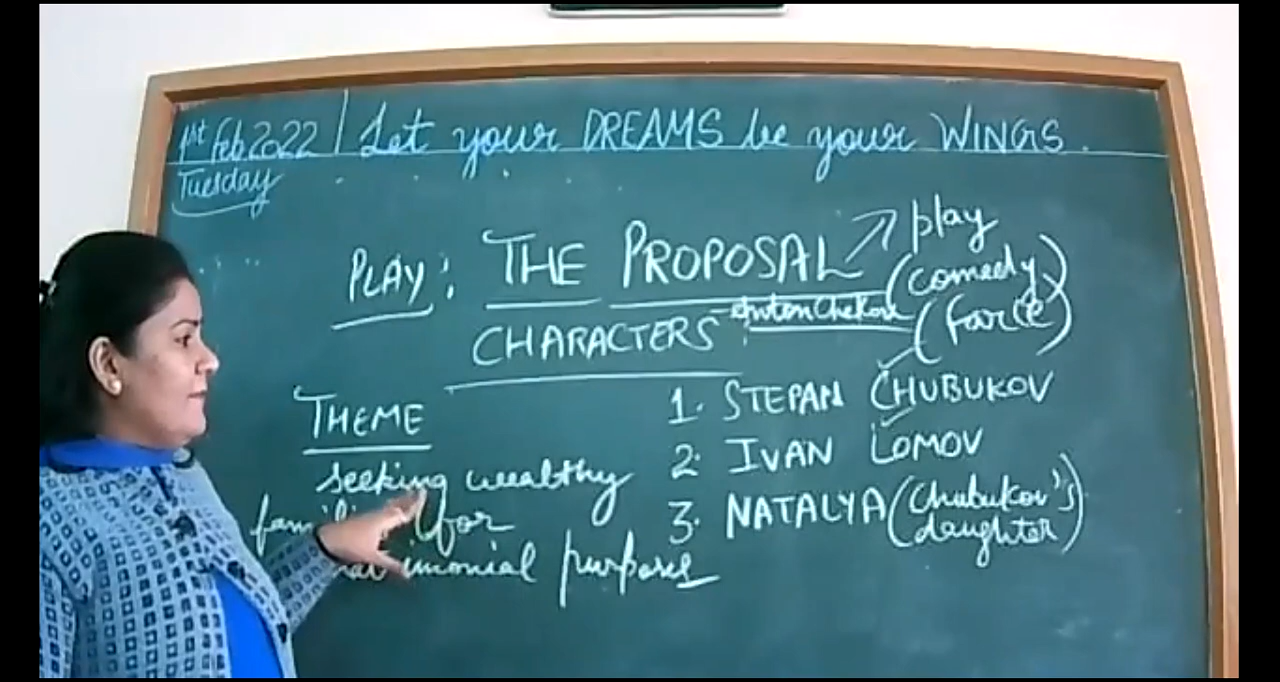 1st Feb 2022 | Let your DREAMS be your WINGS.
Tuesday
PLAY: THE PROPOSAL play
(comedy)
- Anton Chekov (farce)
CHARACTERS
THEME
seeking wealthy
for
purposes
1. STEPAN CHUBUKOV
2. IVAN LOMOV
3. NATALYA (Chubukov's
daughter)